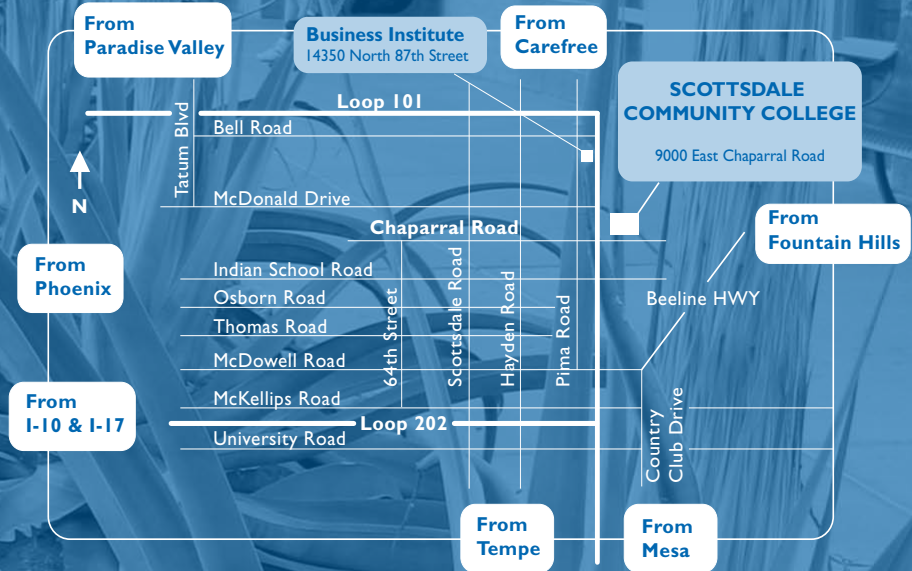 From
Paradise Valley
Business Institute
14350 North 87th Street
From
Carefree
SCOTTSDALE
COMMUNITY COLLEGE
9000 East Chaparral Road
Loop 101
Tatum Blvd
Bell Road
N
McDonald Drive
Chaparral Road
From
Fountain Hills
From
Phoenix
Indian School Road
Osborn Road
Thomas Road
McDowell Road
McKellips Road
64th Street
Scottsdale Road
Hayden Road
Pima Road
Beeline HWY
From
I-10 & I-17
Loop 202
University Road
Country
Club Drive
From
Tempe
From
Mesa